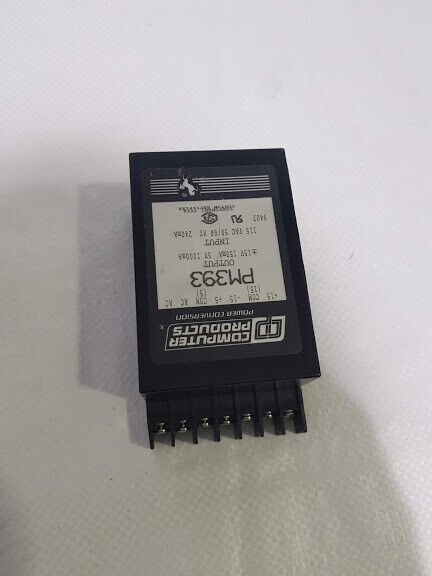 COMPUTER
PRODUCTS®
POWER CONVERSION
+15 COM -15 +5 COM AC AC
(15) (5)
PM393
OUTPUT
±15V 150mA 5V 1000mA
INPUT
115 VAC 50/60 HZ 240mA
9422